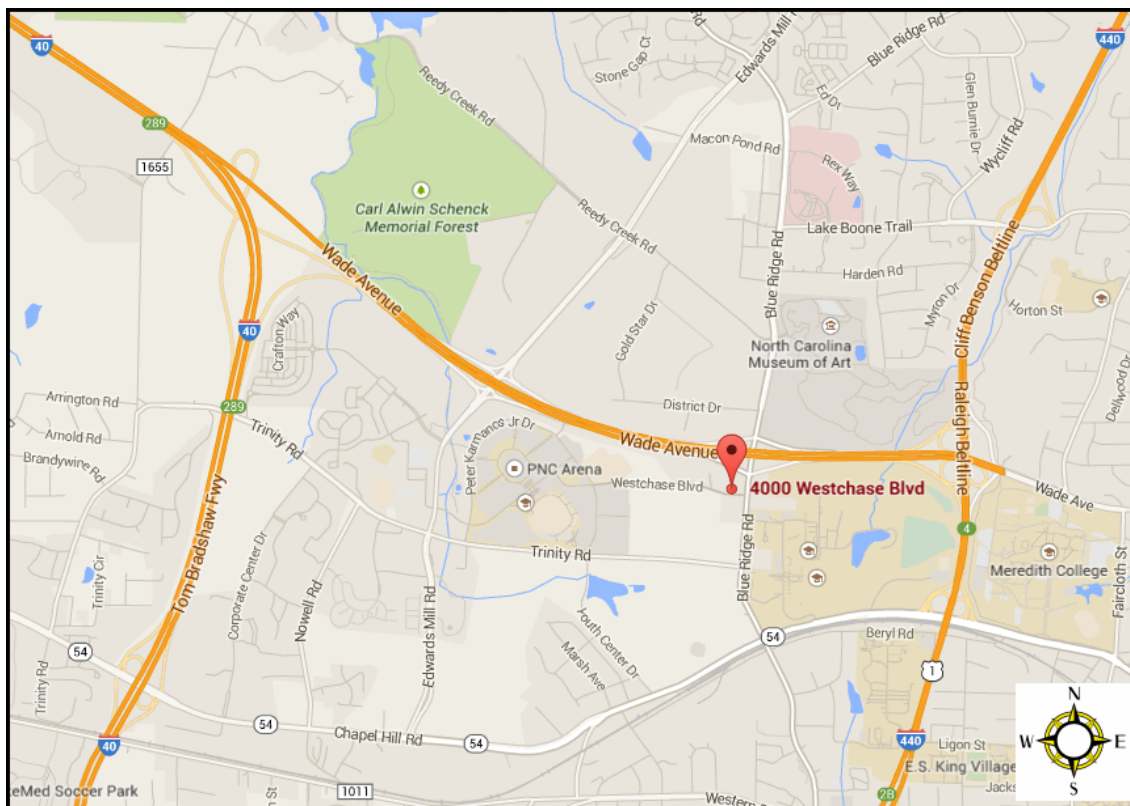 40
440
Stone Gap Ct
Edwards Mill
Blue Ridge Rd
Reedy Creek Rd
Glen Burnie Dr
Wycliff Rd
289
1655
Ed Dr
Macon Pond Rd
Rex Way
Carl Alwin Schenck
Memorial Forest
Reedy Creek Rd
Lake Boone Trail
Wade Avenue
Blue Ridge Rd
Harden Rd
Cliff Benson Beltline
Myron Dr
Horton St
40
Crafton Way
Gold Star Dr
North Carolina
Museum of Art
Dellwood Dr
Raleigh Beltline
Arrington Rd
289
District Dr
Trinity Rd
Peter Karmanos Jr Dr
Arnold Rd
Wade Avenue
Brandywine Rd
PNC Arena
Westchase Blvd
4000 Westchase Blvd
Wade Ave
Tom Bradshaw Fwy
Corporate Center Dr
Blue Ridge Rd
4
Trinity Rd
Meredith College
Trinity Cir
Nowell Rd
Edwards Mill Rd
Faircloth St
Youth Center Dr
54
Beryl Rd
54
Marsh Ave
1
Trinity Rd
54
Chapel Hill Rd
54
40
440
Ligon St
E.S. King Village
N
W
E
S
Soccer Park
1011
2B